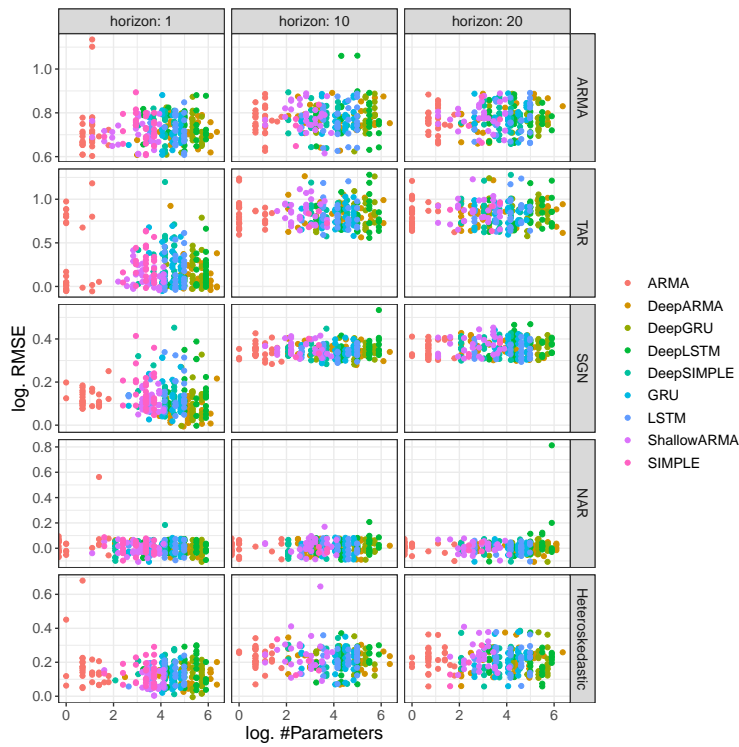 horizon: 1
horizon: 10
horizon: 20
1.0
0.8
0.6
ARMA
1.0
0.5
0.0
TAR
0.4
0.2
0.0
SGN
0.8
0.6
0.4
0.2
0.0
NAR
0.6
0.4
0.2
0.0
Heteroskedastic
0 2 4 6 0 2 4 6 0 2 4 6
log. #Parameters
log. RMSE
ARMA
DeepARMA
DeepGRU
DeepLSTM
DeepSIMPLE
GRU
LSTM
ShallowARMA
SIMPLE